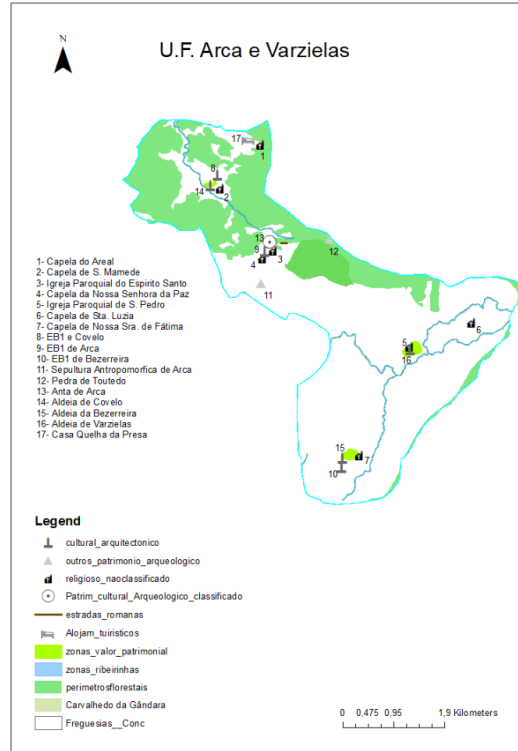 N
U.F. Arca e Varzielas
17
1
8
14
2
13
9
3
4
12
11
5
16
6
15
7
10
1- Capela do Areal
2- Capela de S. Mamede
3- Igreja Paroquial do Espirito Santo
4- Capela da Nossa Senhora da Paz
5- Igreja Paroquial de S. Pedro
6- Capela de Sta. Luzia
7- Capela de Nossa Sra. de Fátima
8- EB1 e Covelo
9- EB1 de Arca
10- EB1 de Bezerreira
11- Sepultura Antropomorfica de Arca
12- Pedra de Toutedo
13- Anta de Arca
14- Aldeia de Covelo
15- Aldeia da Bezerreira
16- Aldeia de Varzielas
17- Casa Quelha da Presa
Legend
cultural_arquitectonico
outros_patrimonio_arqueologico
religioso_naoclassificado
Patrim_cultural_Arqueologico_classificado
estradas_romanas
Alojam_tuiristicos
zonas_valor_patrimonial
zonas_ribeirinhas
perimetrosflorestais
Carvalhedo da Gândara
Freguesias__Conc
0 0,475 0,95 1,9 Kilometers